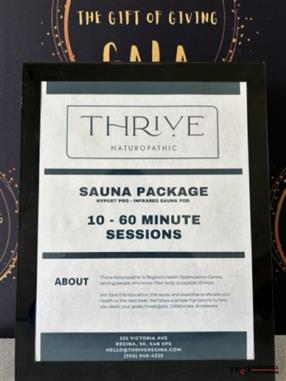 THE GIFT OF GIVING
GALA
THRIVE
NATUROPATHIC
SAUNA PACKAGE
HYPERT PRO - INFRARED SAUNA POD
10 - 60 MINUTE
SESSIONS
ABOUT
Thrive Naturopathic is Regina's Health Optimization Centre,
serving people who know their body is capable of more.
We have the education, the space, and expertise to elevate your
health to the next level. We follow a simple framework to help
you reach your goals; Investigate, Collaborate, Accelerate.
325 VICTORIA AVE
REGINA, SK, S4N 0P5
HELLO@THRIVEREGINA.COM